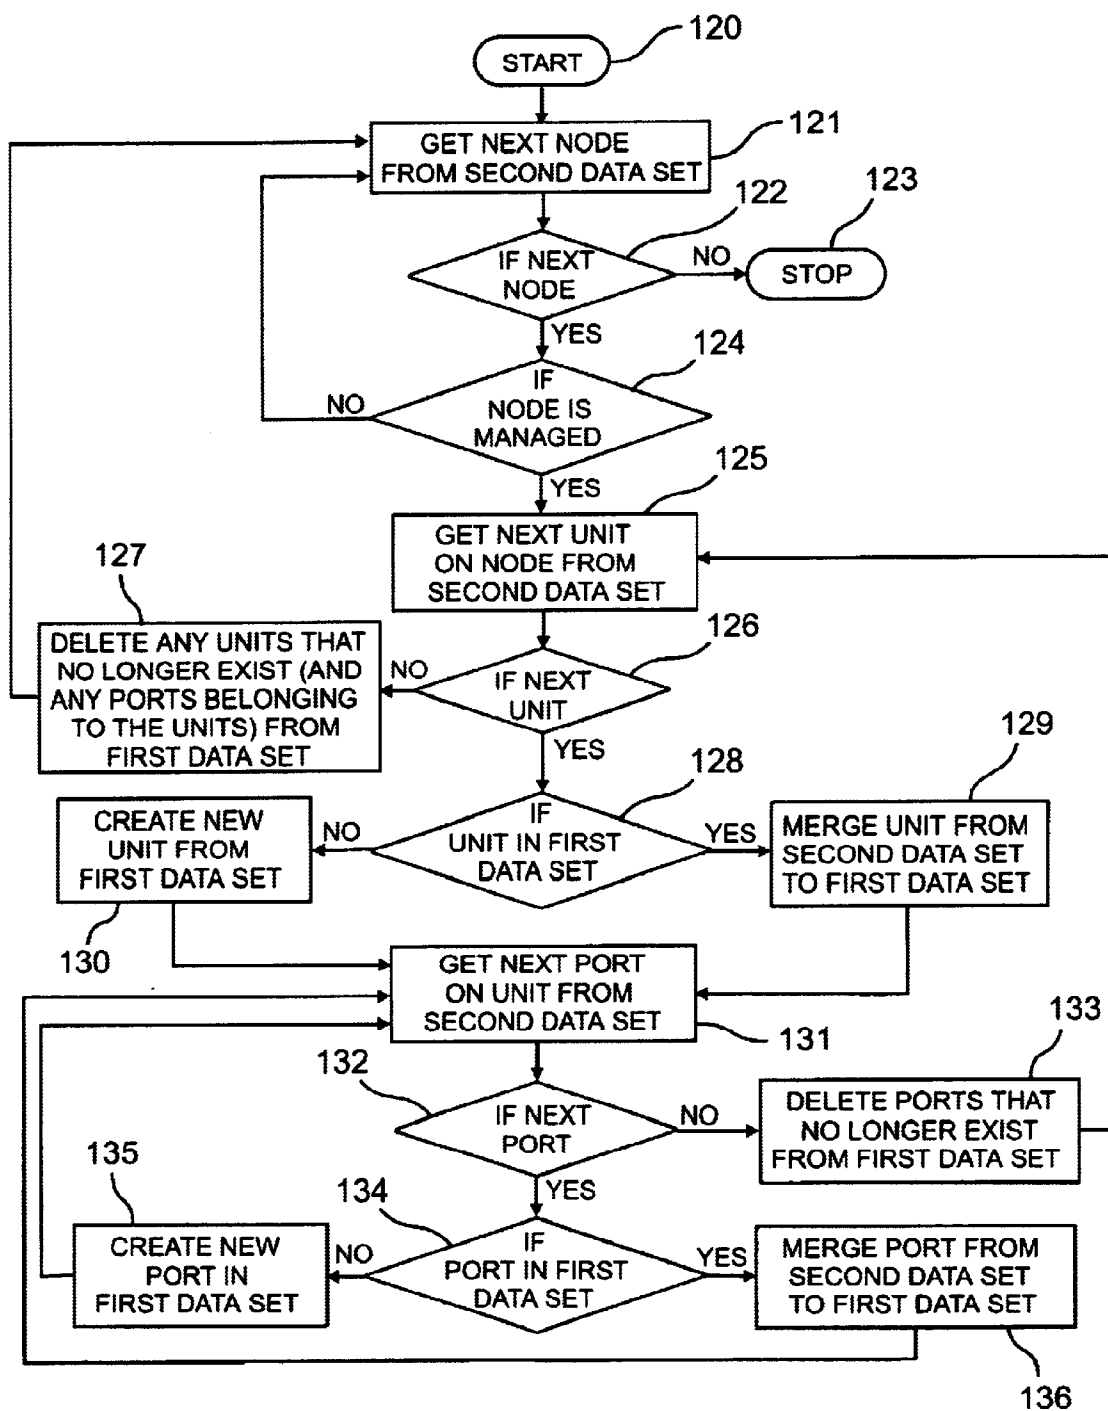 120
START
GET NEXT NODE
FROM SECOND DATA SET
121
122
123
IF NEXT
NODE
NO
STOP
YES
124
IF
NODE IS
MANAGED
NO
YES
125
GET NEXT UNIT
ON NODE FROM
SECOND DATA SET
127
126
DELETE ANY UNITS THAT
NO LONGER EXIST (AND
ANY PORTS BELONGING
TO THE UNITS) FROM
FIRST DATA SET
NO
IF NEXT
UNIT
YES
128
129
CREATE NEW
UNIT FROM
FIRST DATA SET
NO
IF
UNIT IN FIRST
DATA SET
YES
MERGE UNIT FROM
SECOND DATA SET
TO FIRST DATA SET
130
GET NEXT PORT
ON UNIT FROM
SECOND DATA SET
131
133
132
IF NEXT
PORT
NO
DELETE PORTS THAT
NO LONGER EXIST
FROM FIRST DATA SET
135
YES
134
CREATE NEW
PORT IN
FIRST DATA SET
NO
IF
PORT IN FIRST
DATA SET
YES
MERGE PORT FROM
SECOND DATA SET
TO FIRST DATA SET
136